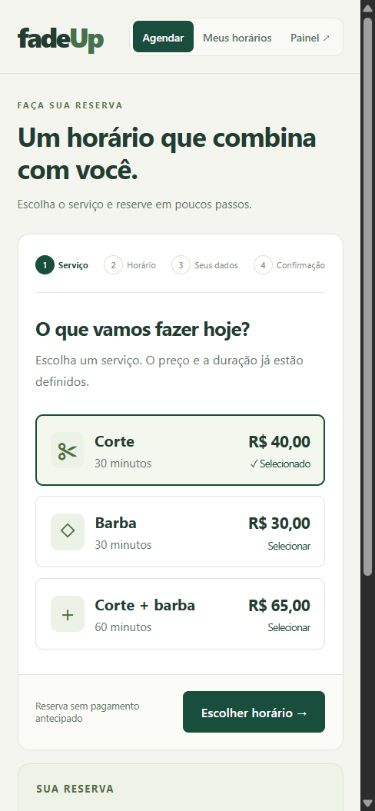 fadeUp
Agendar
Meus horários
Painel ↗
FAÇA SUA RESERVA
Um horário que combina
com você.
Escolha o serviço e reserve em poucos passos.
1 Serviço
2 Horário
3 Seus dados
4 Confirmação
O que vamos fazer hoje?
Escolha um serviço. O preço e a duração já estão
definidos.
Corte
R$ 40,00
30 minutos
✓ Selecionado
Barba
R$ 30,00
30 minutos
Selecionar
Corte + barba
R$ 65,00
60 minutos
Selecionar
Reserva sem pagamento
antecipado
Escolher horário →
SUA RESERVA